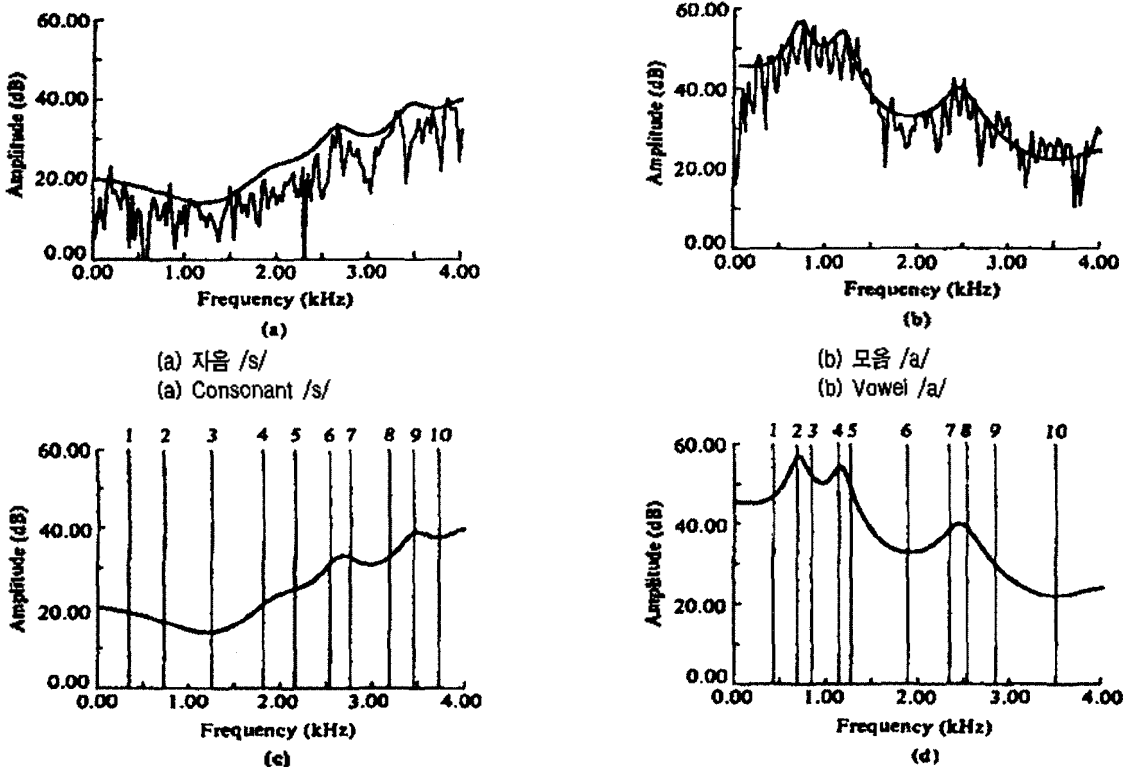 60.00
40.00
20.00
0.00
Amplitude (dB)
0.00 1.00 2.00 3.00 4.00
Frequency (kHz)
(a)
(a) 자음 /s/
(a) Consonant /s/
60.00
40.00
20.00
0.00
Amplitude (dB)
0.00 1.00 2.00 3.00 4.00
Frequency (kHz)
(b)
(b) 모음 /a/
(b) Vowei /a/
1 2 3 4 5 6 7 8 9 10
60.00
40.00
20.00
0.00
Amplitude (dB)
0.00 1.00 2.00 3.00 4.00
Frequency (kHz)
(c)
1 2 3 4 5 6 7 8 9 10
60.00
40.00
20.00
0.00
Amplitude (dB)
0.00 1.00 2.00 3.00 4.00
Frequency (kHz)
(d)